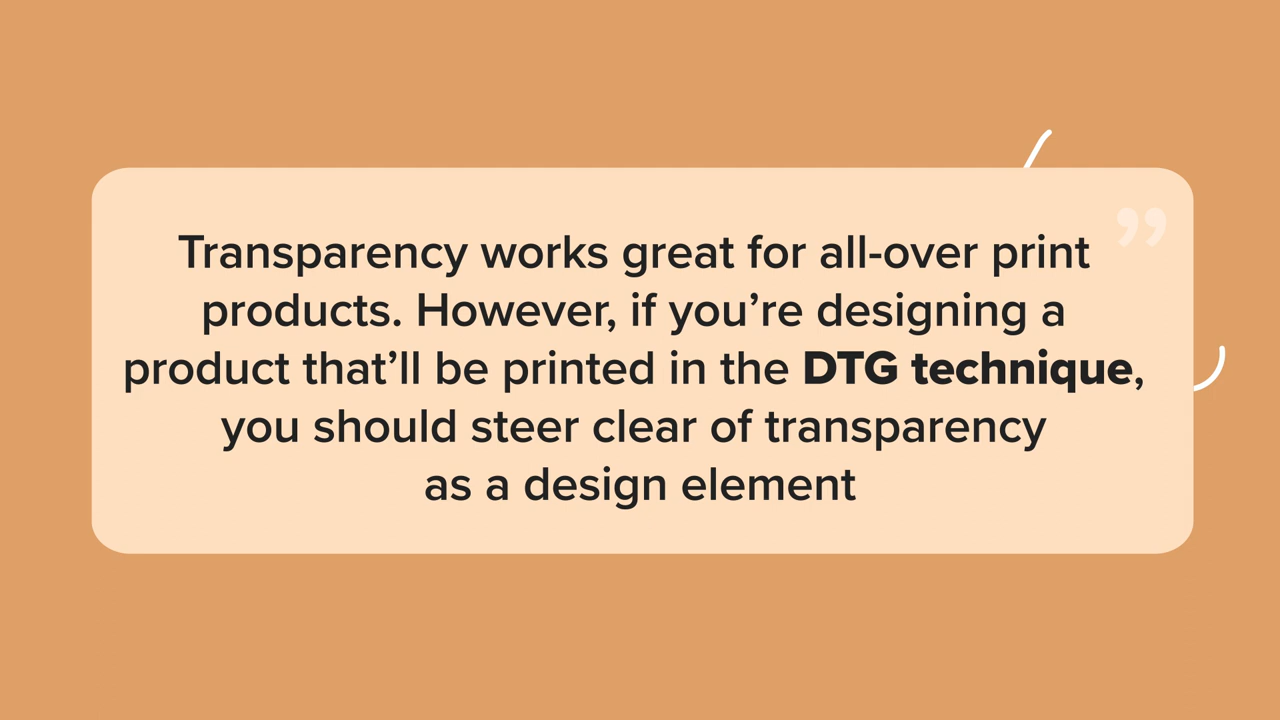 Transparency works great for all-over print
products. However, if you’re designing a
product that’ll be printed in the DTG technique,
you should steer clear of transparency
as a design element